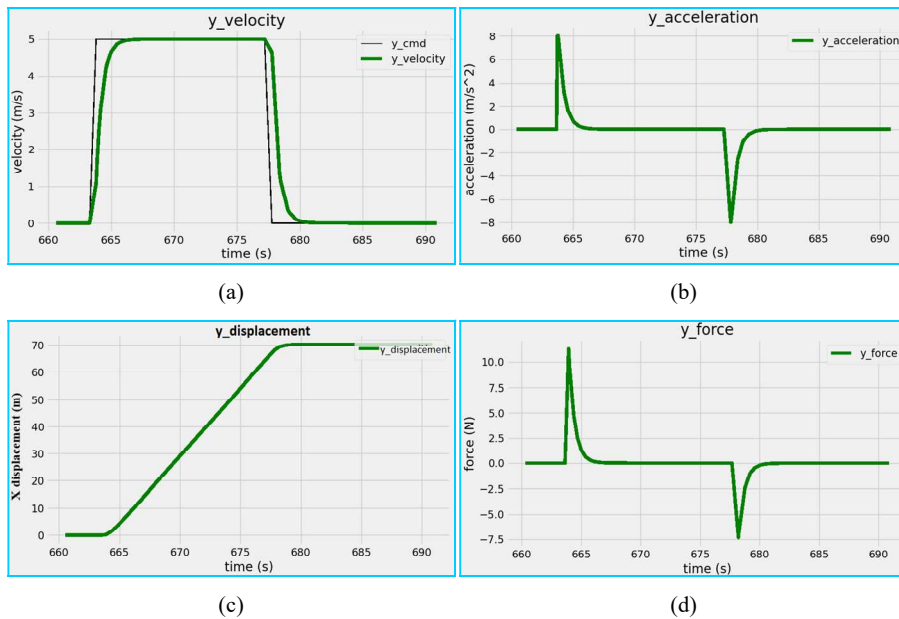 y_velocity
5
4
3
2
1
0
velocity (m/s)
y_cmd
y_velocity
660 665 670 675 680 685 690
time (s)
(a)
y_acceleration
8
6
4
2
0
-2
-4
-6
-8
acceleration (m/s^2)
y_acceleration
660 665 670 675 680 685 690
time (s)
(b)
y_displacement
70
60
50
40
30
20
10
0
X displacement (m)
y_displacement
660 665 670 675 680 685 690
time (s)
(c)
y_force
10.0
7.5
5.0
2.5
0.0
-2.5
-5.0
-7.5
force (N)
y_force
660 665 670 675 680 685 690
time (s)
(d)